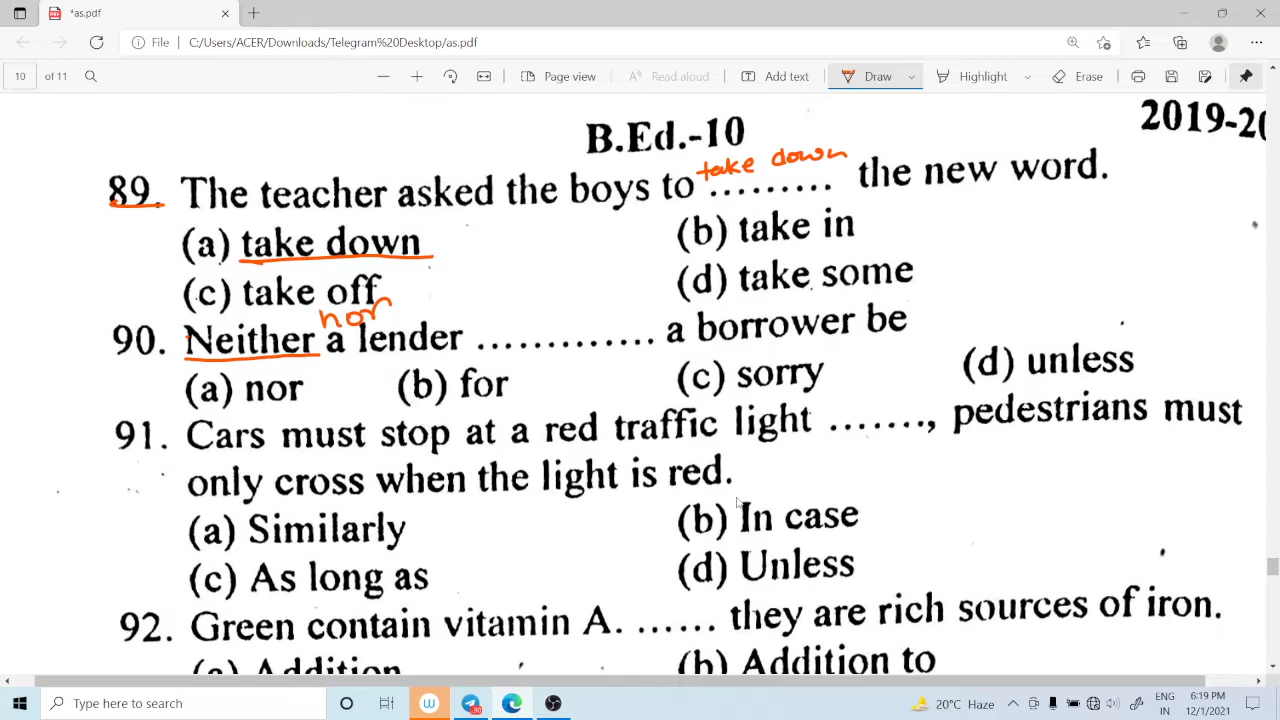 *as.pdf
File
C:/Users/ACER/Downloads/Telegram%20Desktop/as.pdf
10 of 11
Page view
Read aloud
Add text
Draw
Highlight
Erase
B.Ed.-10
2019-20
take down
89. The teacher asked the boys to ......... the new word.
(a) take down (b) take in
(c) take off (d) take some
nor
90. Neither a lender ............. a borrower be
(a) nor (b) for (c) sorry (d) unless
91. Cars must stop at a red traffic light ......., pedestrians must
only cross when the light is red.
(a) Similarly (b) In case
(c) As long as (d) Unless
92. Green contain vitamin A. ...... they are rich sources of iron.
(a) Addition (b) Addition to
Type here to search
90
20°C Haze
ENG
IN
6:19 PM
12/1/2021